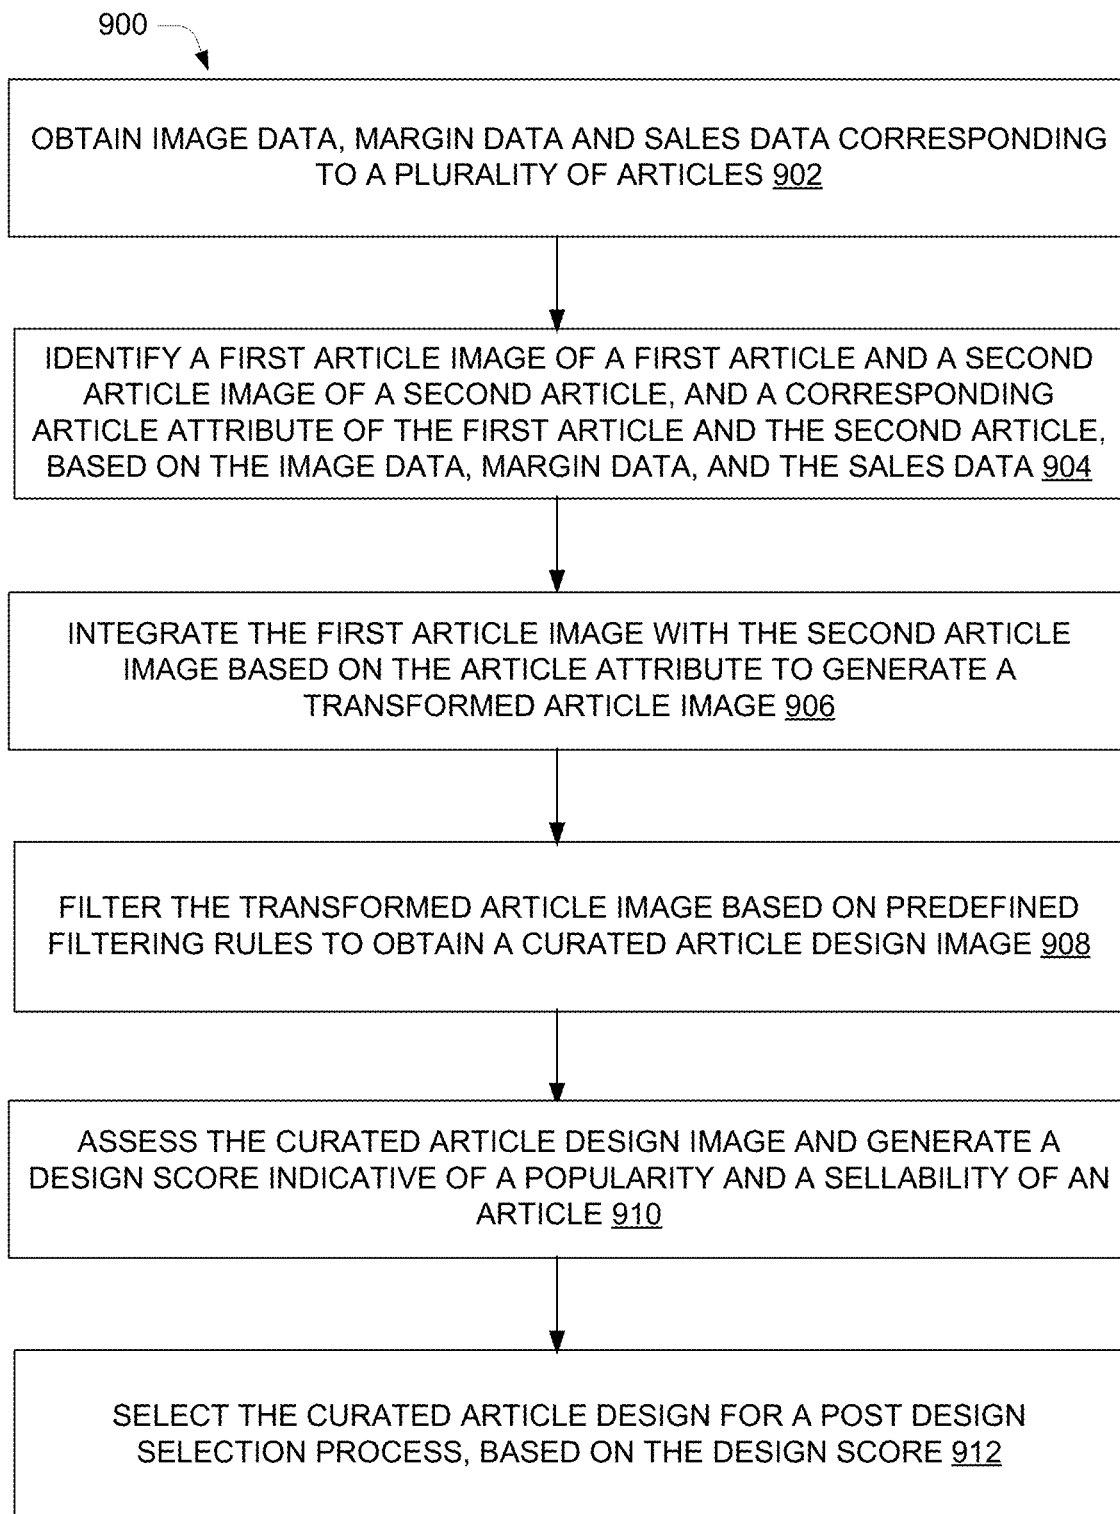 900
OBTAIN IMAGE DATA, MARGIN DATA AND SALES DATA CORRESPONDING
TO A PLURALITY OF ARTICLES 902
IDENTIFY A FIRST ARTICLE IMAGE OF A FIRST ARTICLE AND A SECOND
ARTICLE IMAGE OF A SECOND ARTICLE, AND A CORRESPONDING
ARTICLE ATTRIBUTE OF THE FIRST ARTICLE AND THE SECOND ARTICLE,
BASED ON THE IMAGE DATA, MARGIN DATA, AND THE SALES DATA 904
INTEGRATE THE FIRST ARTICLE IMAGE WITH THE SECOND ARTICLE
IMAGE BASED ON THE ARTICLE ATTRIBUTE TO GENERATE A
TRANSFORMED ARTICLE IMAGE 906
FILTER THE TRANSFORMED ARTICLE IMAGE BASED ON PREDEFINED
FILTERING RULES TO OBTAIN A CURATED ARTICLE DESIGN IMAGE 908
ASSESS THE CURATED ARTICLE DESIGN IMAGE AND GENERATE A
DESIGN SCORE INDICATIVE OF A POPULARITY AND A SELLABILITY OF AN
ARTICLE 910
SELECT THE CURATED ARTICLE DESIGN FOR A POST DESIGN
SELECTION PROCESS, BASED ON THE DESIGN SCORE 912